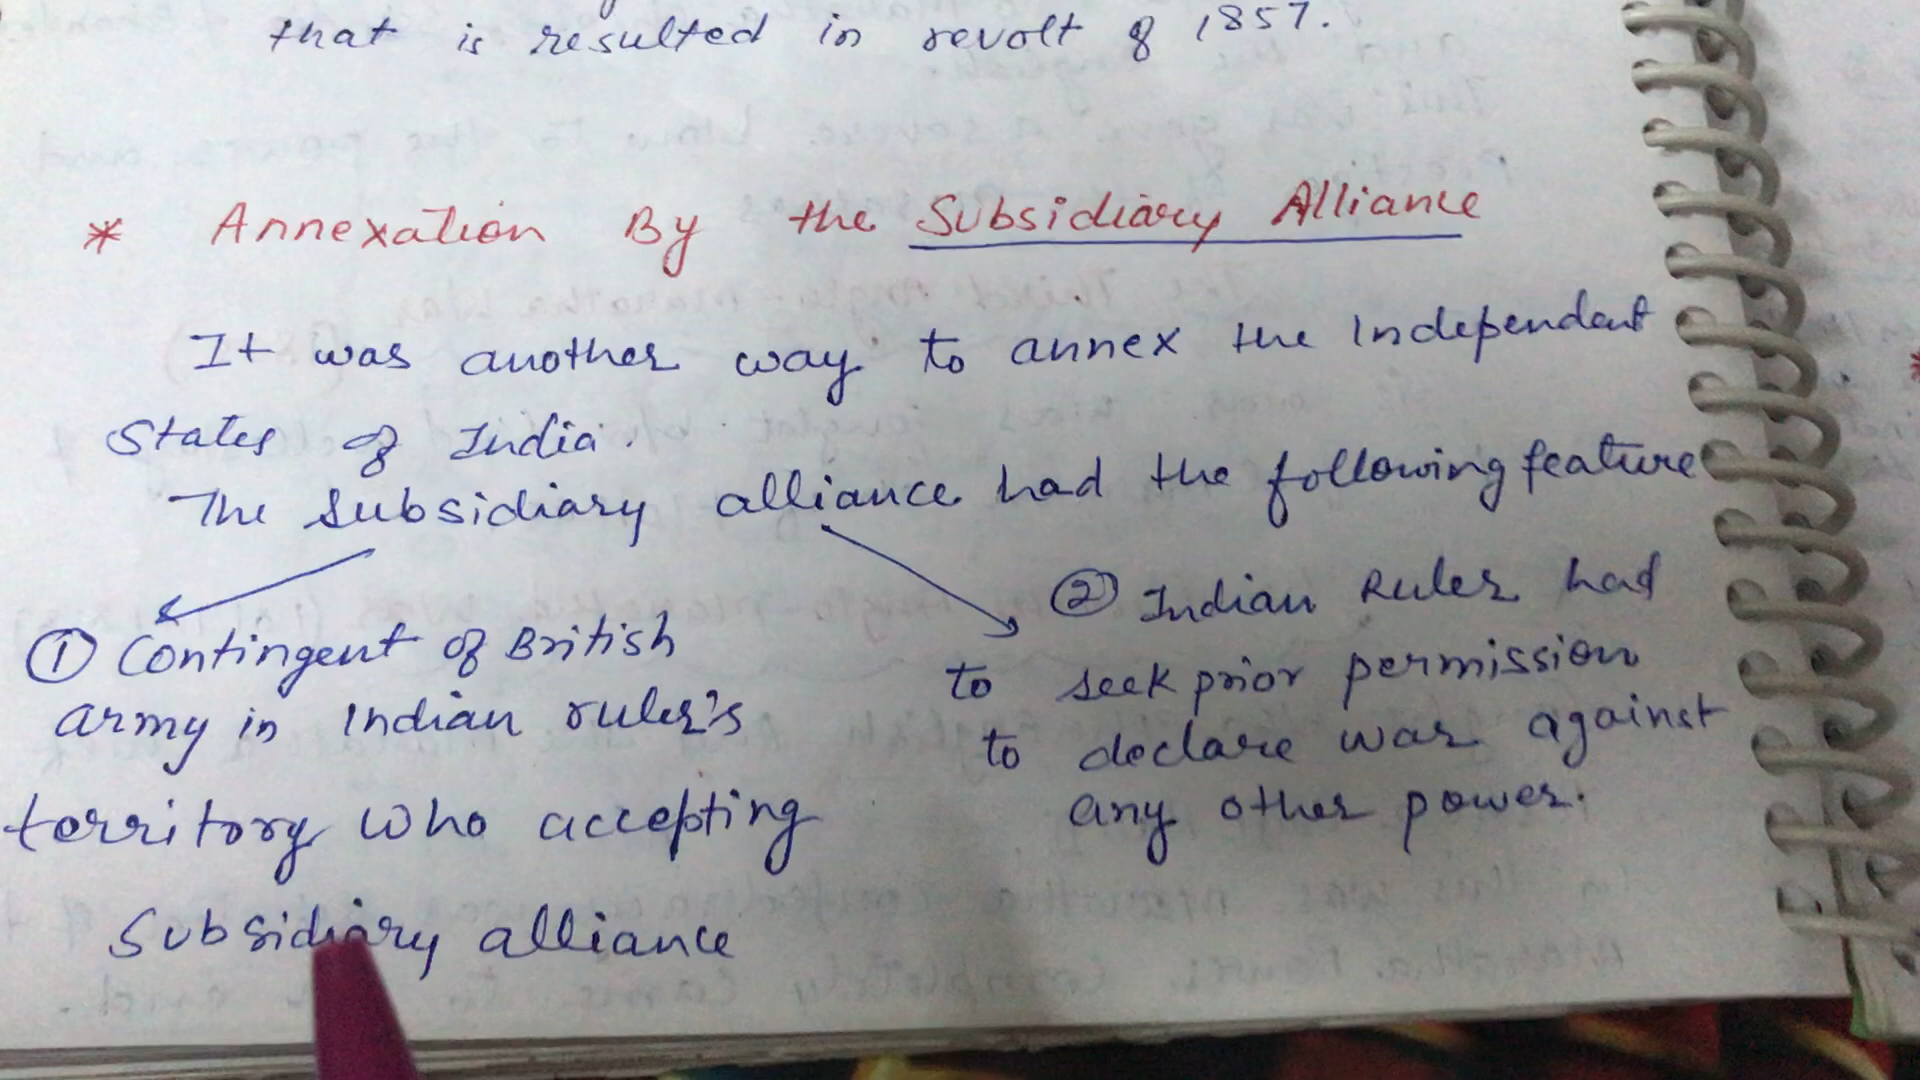 that is resulted in revolt of 1857.
* Annexation By the Subsidiary Alliance
It was another way to annex the Independent
States of India.
The subsidiary alliance had the following feature
① Contingent of British
army in Indian ruler's
territory who accepting
Subsidiary alliance
② Indian Ruler had
to seek prior permission
to declare war against
any other power.